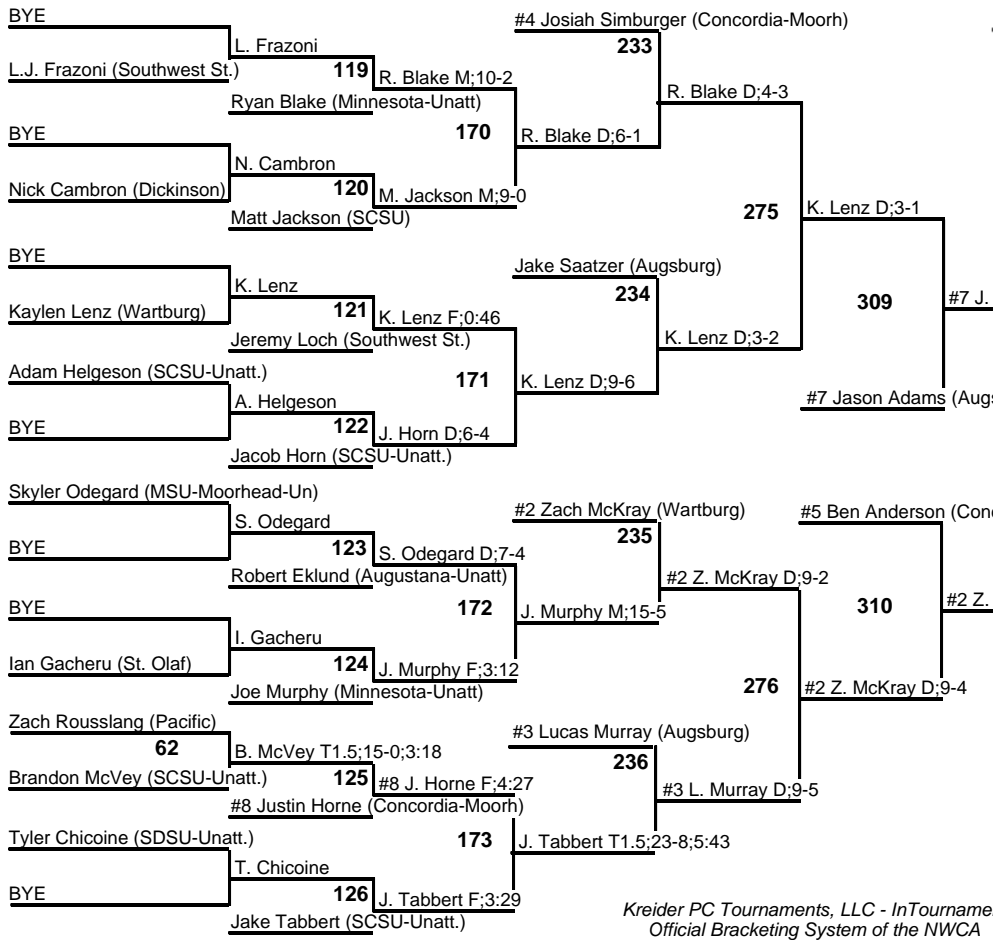 BYE
#4 Josiah Simburger (Concordia-Moorh)
L. Frazoni
233
L.J. Frazoni (Southwest St.)
119
R. Blake M;10-2
R. Blake D;4-3
Ryan Blake (Minnesota-Unatt)
BYE
170
R. Blake D;6-1
N. Cambron
Nick Cambron (Dickinson)
120
M. Jackson M;9-0
Matt Jackson (SCSU)
275
K. Lenz D;3-1
BYE
Jake Saatzer (Augsburg)
K. Lenz
234
309
#7 J.
Kaylen Lenz (Wartburg)
121
K. Lenz F;0:46
Jeremy Loch (Southwest St.)
K. Lenz D;3-2
Adam Helgeson (SCSU-Unatt.)
171
K. Lenz D;9-6
A. Helgeson
#7 Jason Adams (Augs
BYE
122
J. Horn D;6-4
Jacob Horn (SCSU-Unatt.)
Skyler Odegard (MSU-Moorhead-Un)
#2 Zach McKray (Wartburg)
#5 Ben Anderson (Conc
S. Odegard
235
BYE
123
S. Odegard D;7-4
Robert Eklund (Augustana-Unatt)
#2 Z. McKray D;9-2
BYE
172
J. Murphy M;15-5
310
#2 Z.
I. Gacheru
Ian Gacheru (St. Olaf)
124
J. Murphy F;3:12
Joe Murphy (Minnesota-Unatt)
276
#2 Z. McKray D;9-4
Zach Rousslang (Pacific)
#3 Lucas Murray (Augsburg)
62
B. McVey T1.5;15-0;3:18
236
Brandon McVey (SCSU-Unatt.)
125
#8 J. Horne F;4:27
#3 L. Murray D;9-5
#8 Justin Horne (Concordia-Moorh)
Tyler Chicoine (SDSU-Unatt.)
173
J. Tabbert T1.5;23-8;5:43
T. Chicoine
BYE
126
J. Tabbert F;3:29
Jake Tabbert (SCSU-Unatt.)
Kreider PC Tournaments, LLC - InTourname
Official Bracketing System of the NWCA